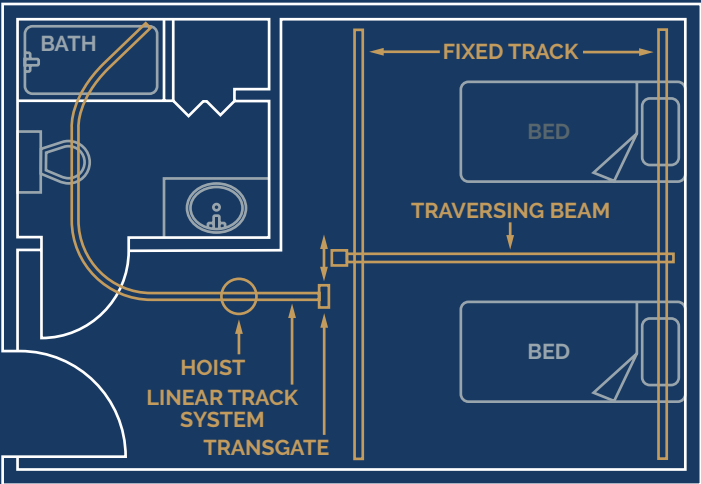 BATH
FIXED TRACK
BED
TRAVERSING BEAM
BED
HOIST
LINEAR TRACK
SYSTEM
TRANSGATE